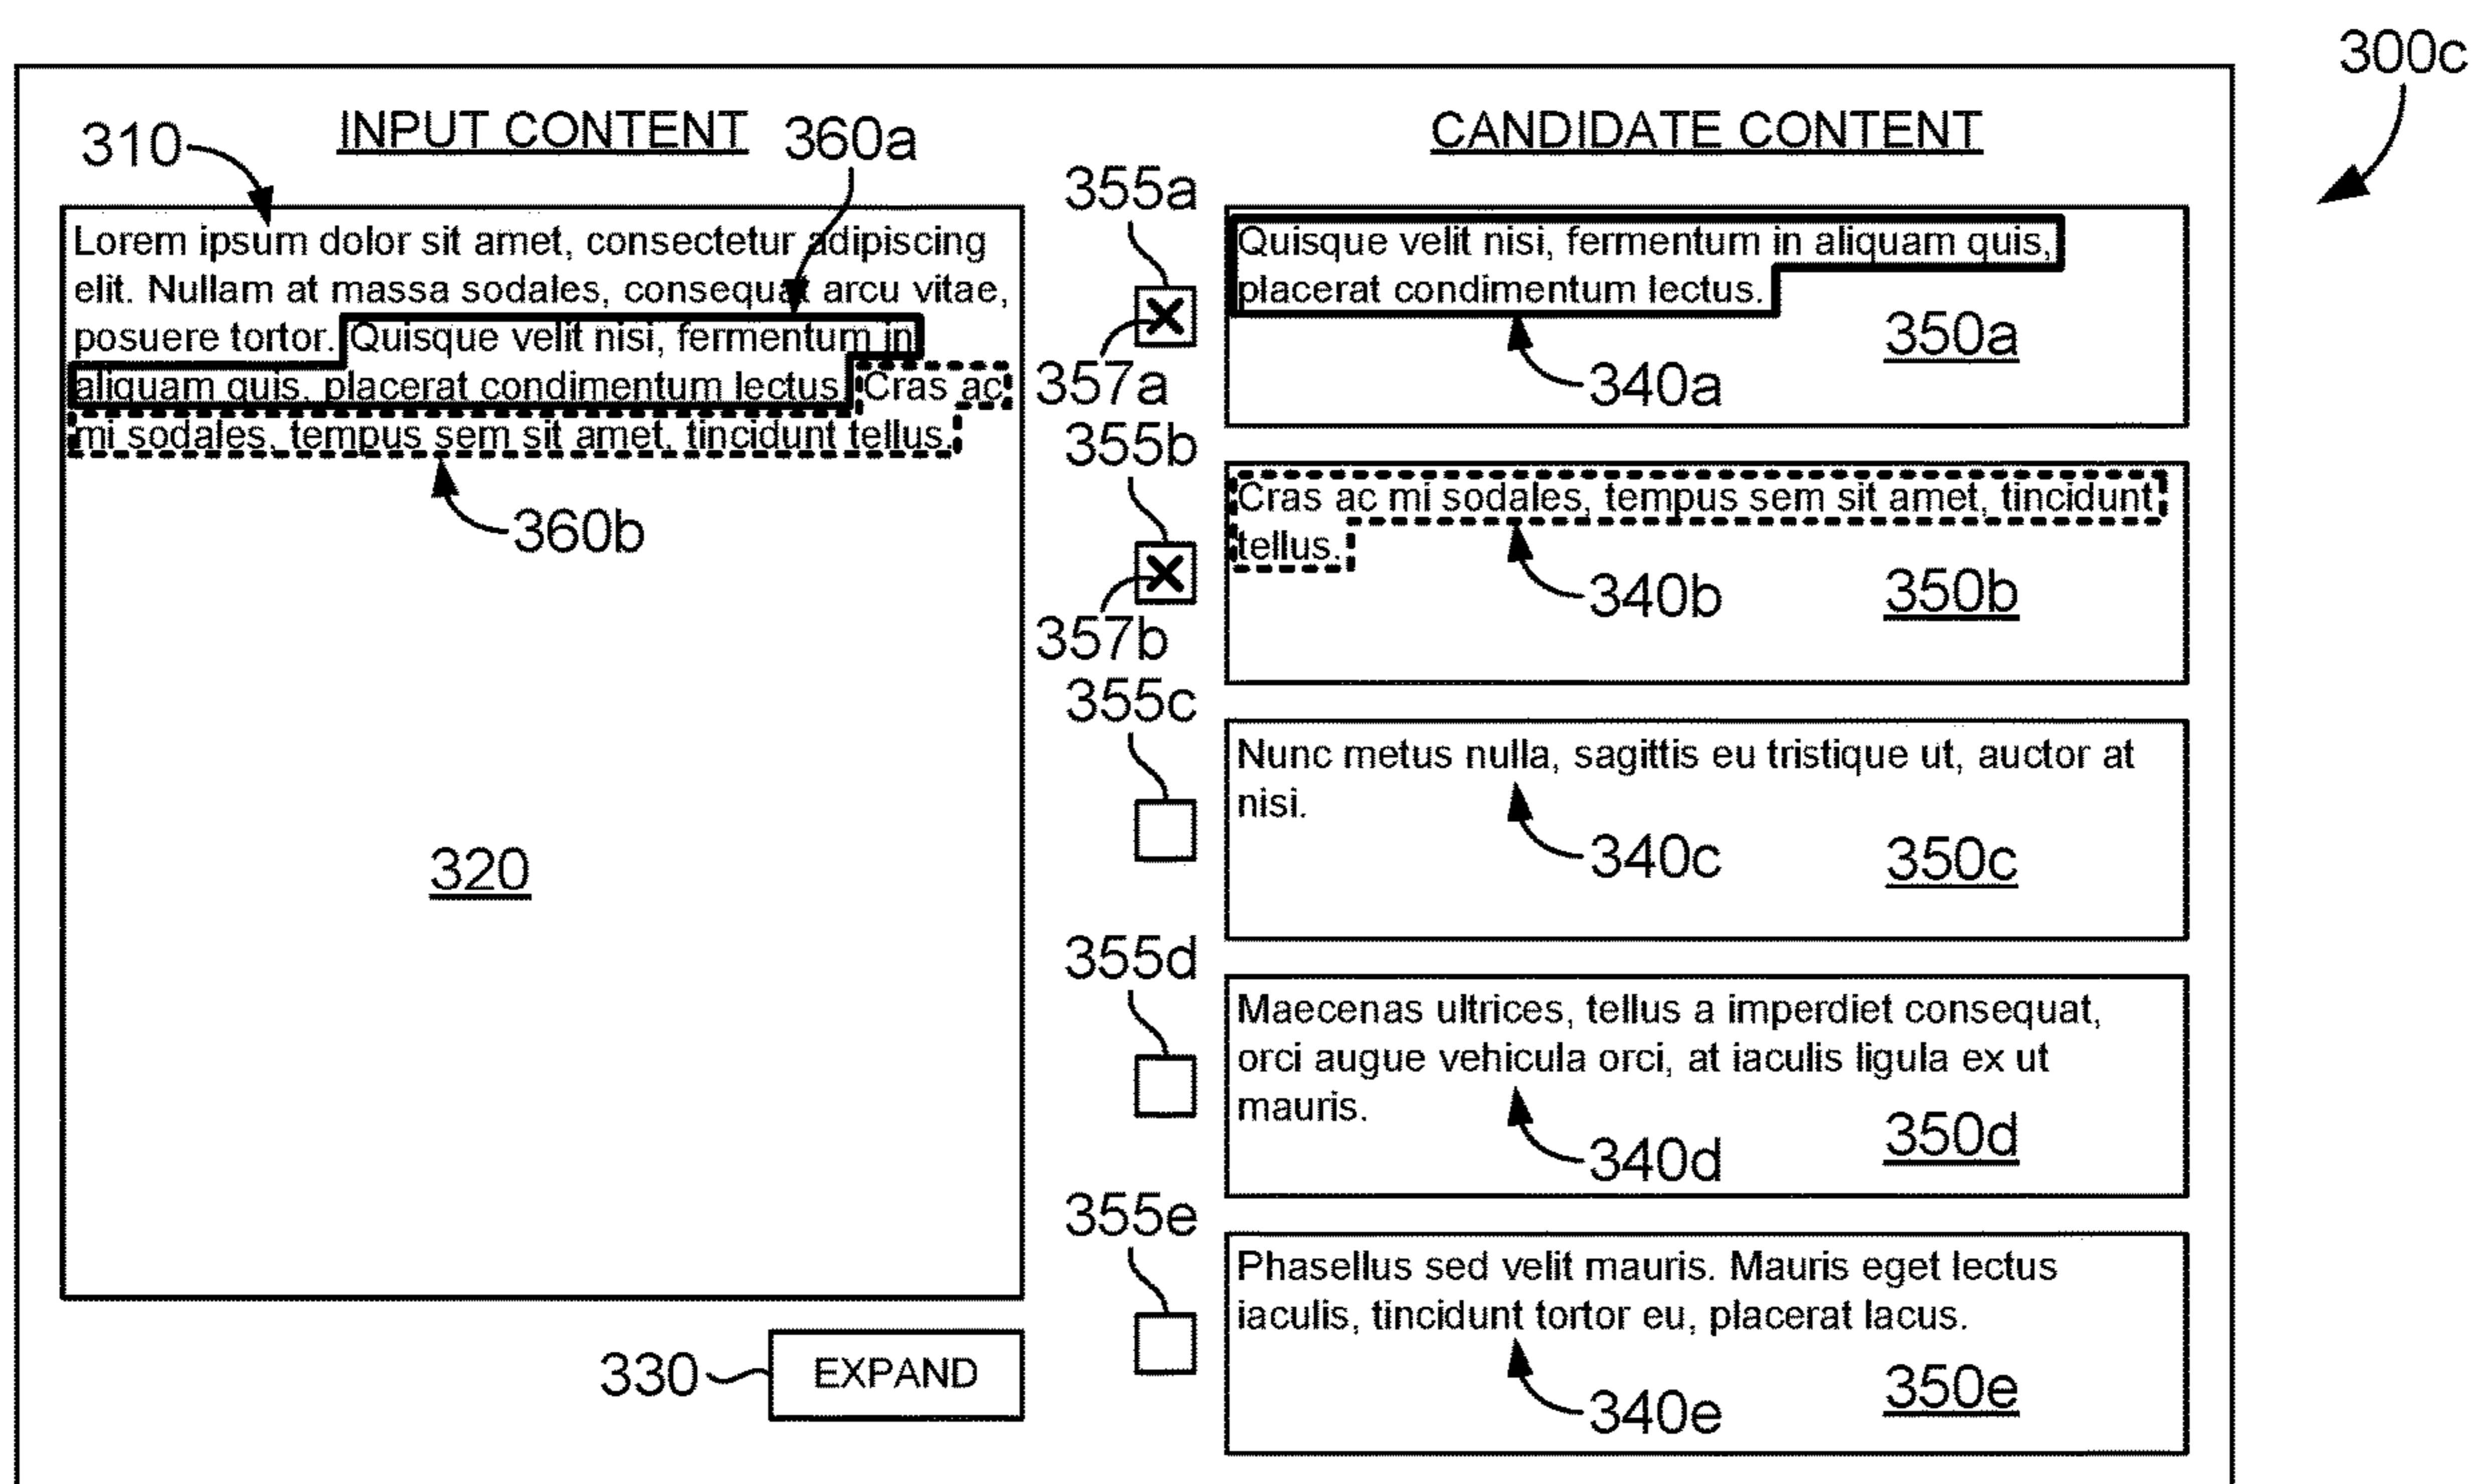 300c
INPUT CONTENT
310
360a
Lorem ipsum dolor sit amet, consectetur adipiscing
elit. Nullam at massa sodales, consequat arcu vitae,
posuere tortor. Quisque velit nisi, fermentum in
aliquam quis, placerat condimentum lectus. Cras ac
mi sodales, tempus sem sit amet, tincidunt tellus.
360b
320
330
EXPAND
CANDIDATE CONTENT
355a
357a
Quisque velit nisi, fermentum in aliquam quis,
placerat condimentum lectus.
350a
340a
355b
357b
Cras ac mi sodales, tempus sem sit amet, tincidunt
tellus.
340b
350b
355c
Nunc metus nulla, sagittis eu tristique ut, auctor at
nisi.
340c
350c
355d
Maecenas ultrices, tellus a imperdiet consequat,
orci augue vehicula orci, at iaculis ligula ex ut
mauris.
340d
350d
355e
Phasellus sed velit mauris. Mauris eget lectus
iaculis, tincidunt tortor eu, placerat lacus.
340e
350e